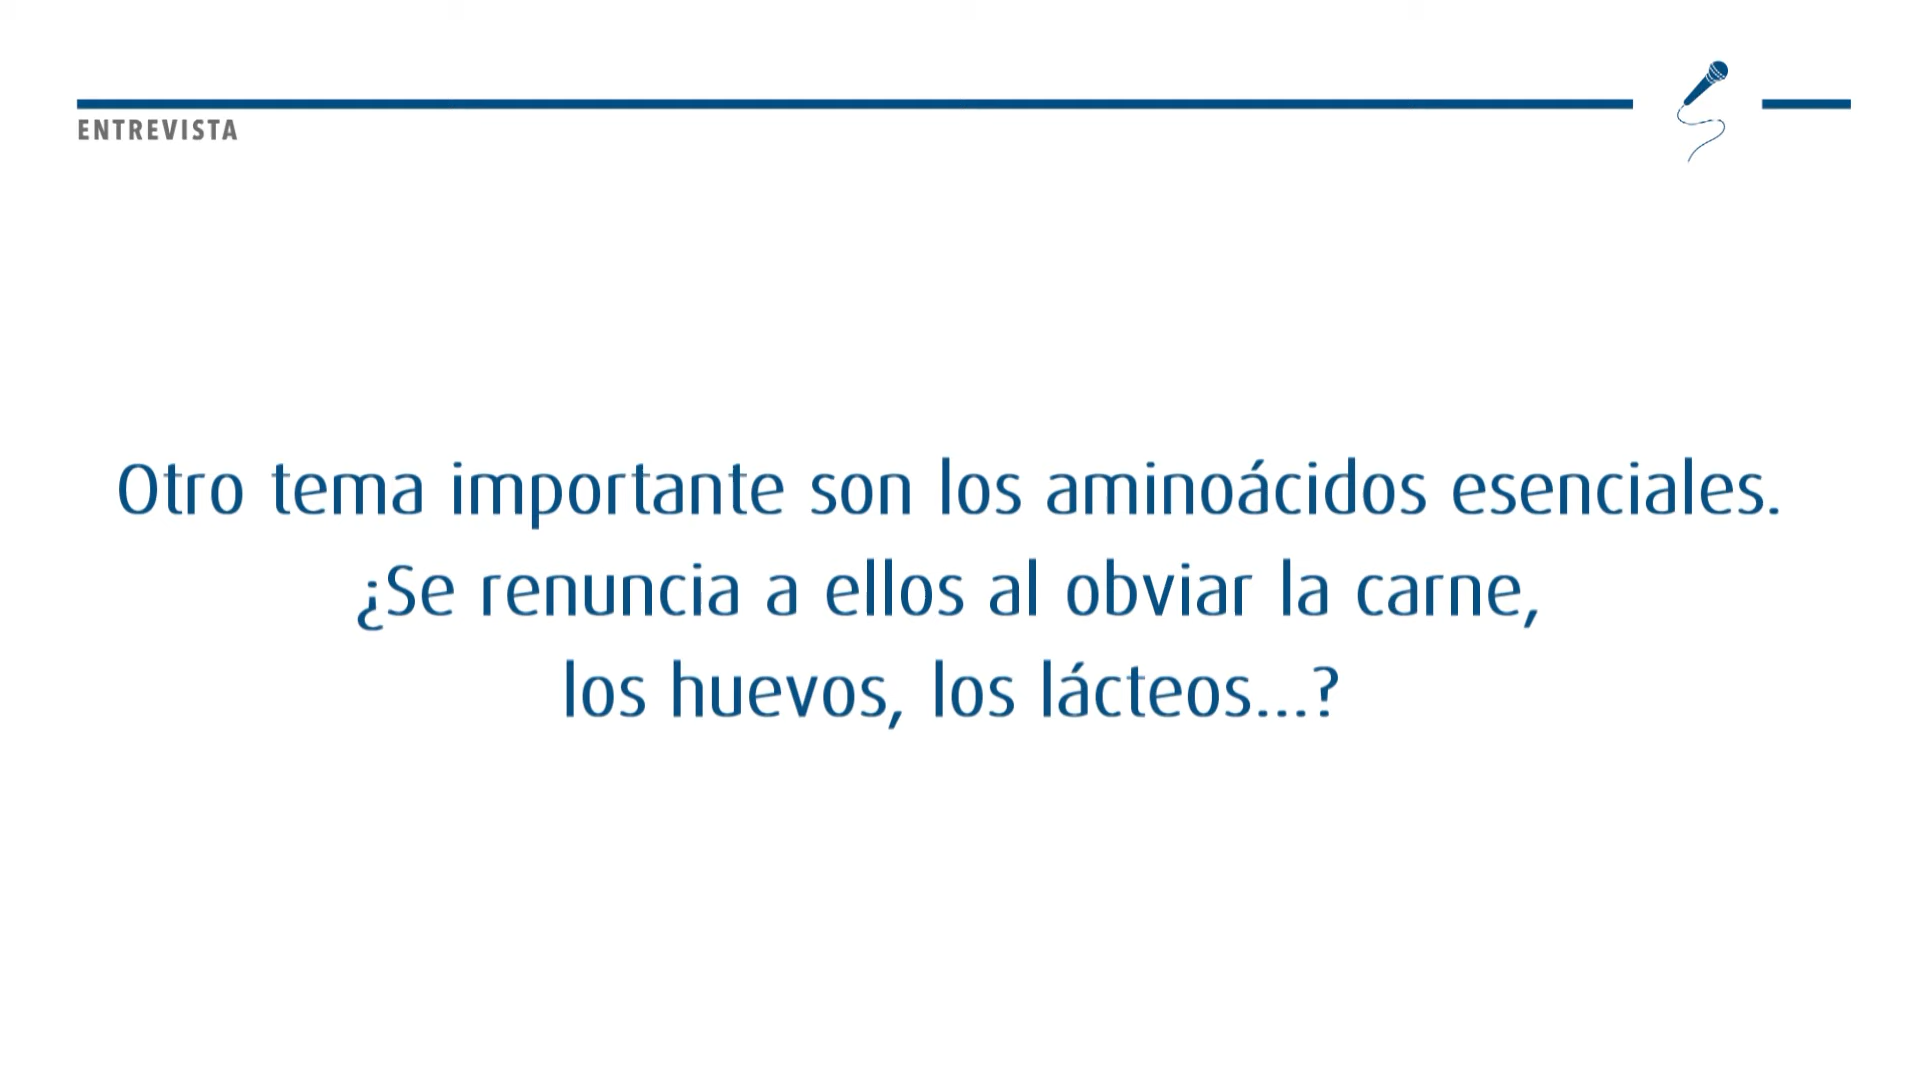 ENTREVISTA
Otro tema importante son los aminoácidos esenciales.
¿Se renuncia a ellos al obviar la carne,
los huevos, los lácteos...?